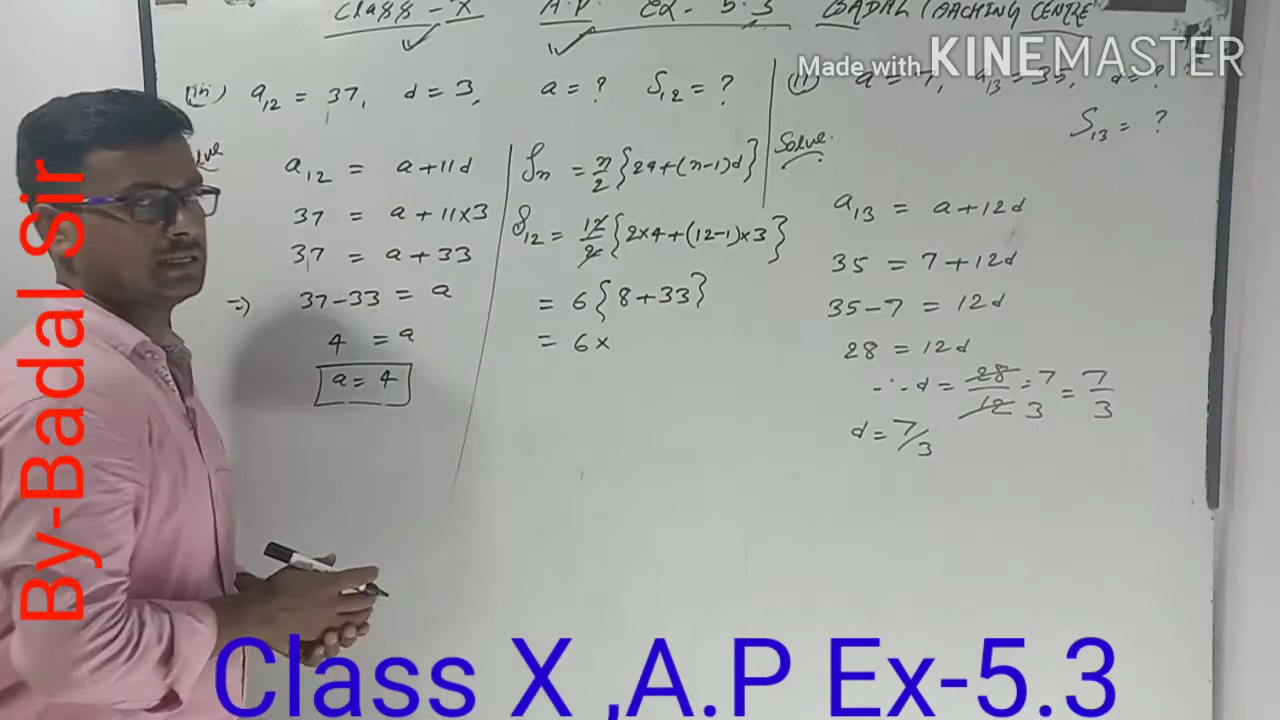 Class - X A.P. Ex - 5.3 BADAL COACHING CENTRE
Made with KINEMASTER
(iii) a₁₂ = 37, d = 3, a = ? S₁₂ = ?
a₁₂ = a + 11d
37 = a + 11×3
37 = a + 33
=) 37-33 = a
4 = a
a = 4
Sn = n/2 {2a + (n-1)d}
S₁₂ = 12/2 {2×4 + (12-1)×3}
= 6 {8 + 33}
= 6 ×
a = 7, a₁₃ = 35, d = ?
S₁₃ = ?
Solve.
a₁₃ = a + 12d
35 = 7 + 12d
35-7 = 12d
28 = 12d
∴ d = 28/12 = 7/3 = 7/3
d = 7/3
By-Badal Sir
Class X ,A.P Ex-5.3